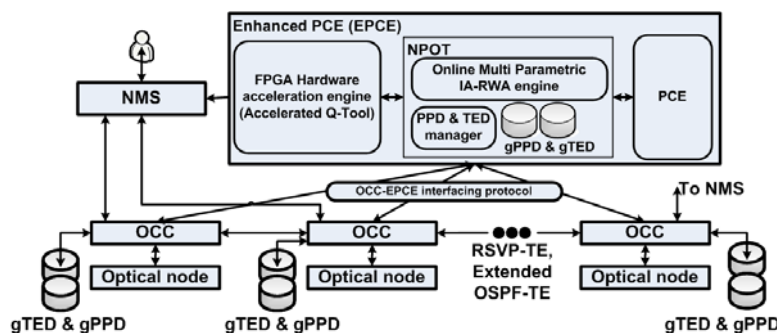 Enhanced PCE (EPCE)
NPOT
FPGA Hardware
acceleration engine
(Accelerated Q-Tool)
Online Multi Parametric
IA-RWA engine
PPD & TED
manager
gPPD & gTED
PCE
NMS
OCC-EPCE interfacing protocol
To NMS
OCC
OCC
OCC
RSVP-TE,
Extended
OSPF-TE
Optical node
Optical node
Optical node
gTED & gPPD
gTED & gPPD
gTED & gPPD